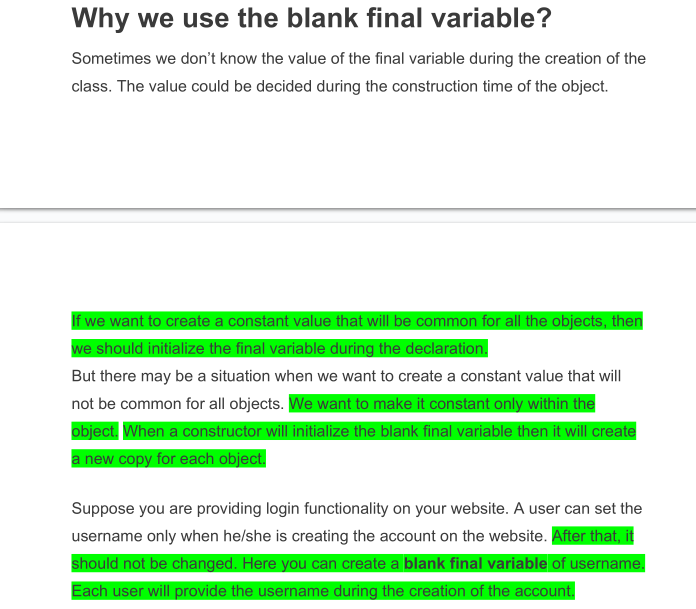 Why we use the blank final variable?
Sometimes we don’t know the value of the final variable during the creation of the
class. The value could be decided during the construction time of the object.
If we want to create a constant value that will be common for all the objects, then
we should initialize the final variable during the declaration.
But there may be a situation when we want to create a constant value that will
not be common for all objects. We want to make it constant only within the
object. When a constructor will initialize the blank final variable then it will create
a new copy for each object.
Suppose you are providing login functionality on your website. A user can set the
username only when he/she is creating the account on the website. After that, it
should not be changed. Here you can create a blank final variable of username.
Each user will provide the username during the creation of the account.